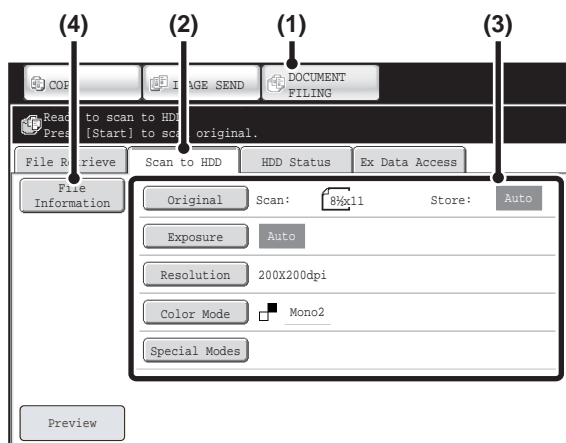 (4) (2) (1) (3)
COPY IMAGE SEND DOCUMENT
FILING
Ready to scan to HDD.
Press [Start] to scan original.
File Retrieve Scan to HDD HDD Status Ex Data Access
File
Information
Original Scan: 8½x11 Store: Auto
Exposure Auto
Resolution 200X200dpi
Color Mode Mono2
Special Modes
Preview